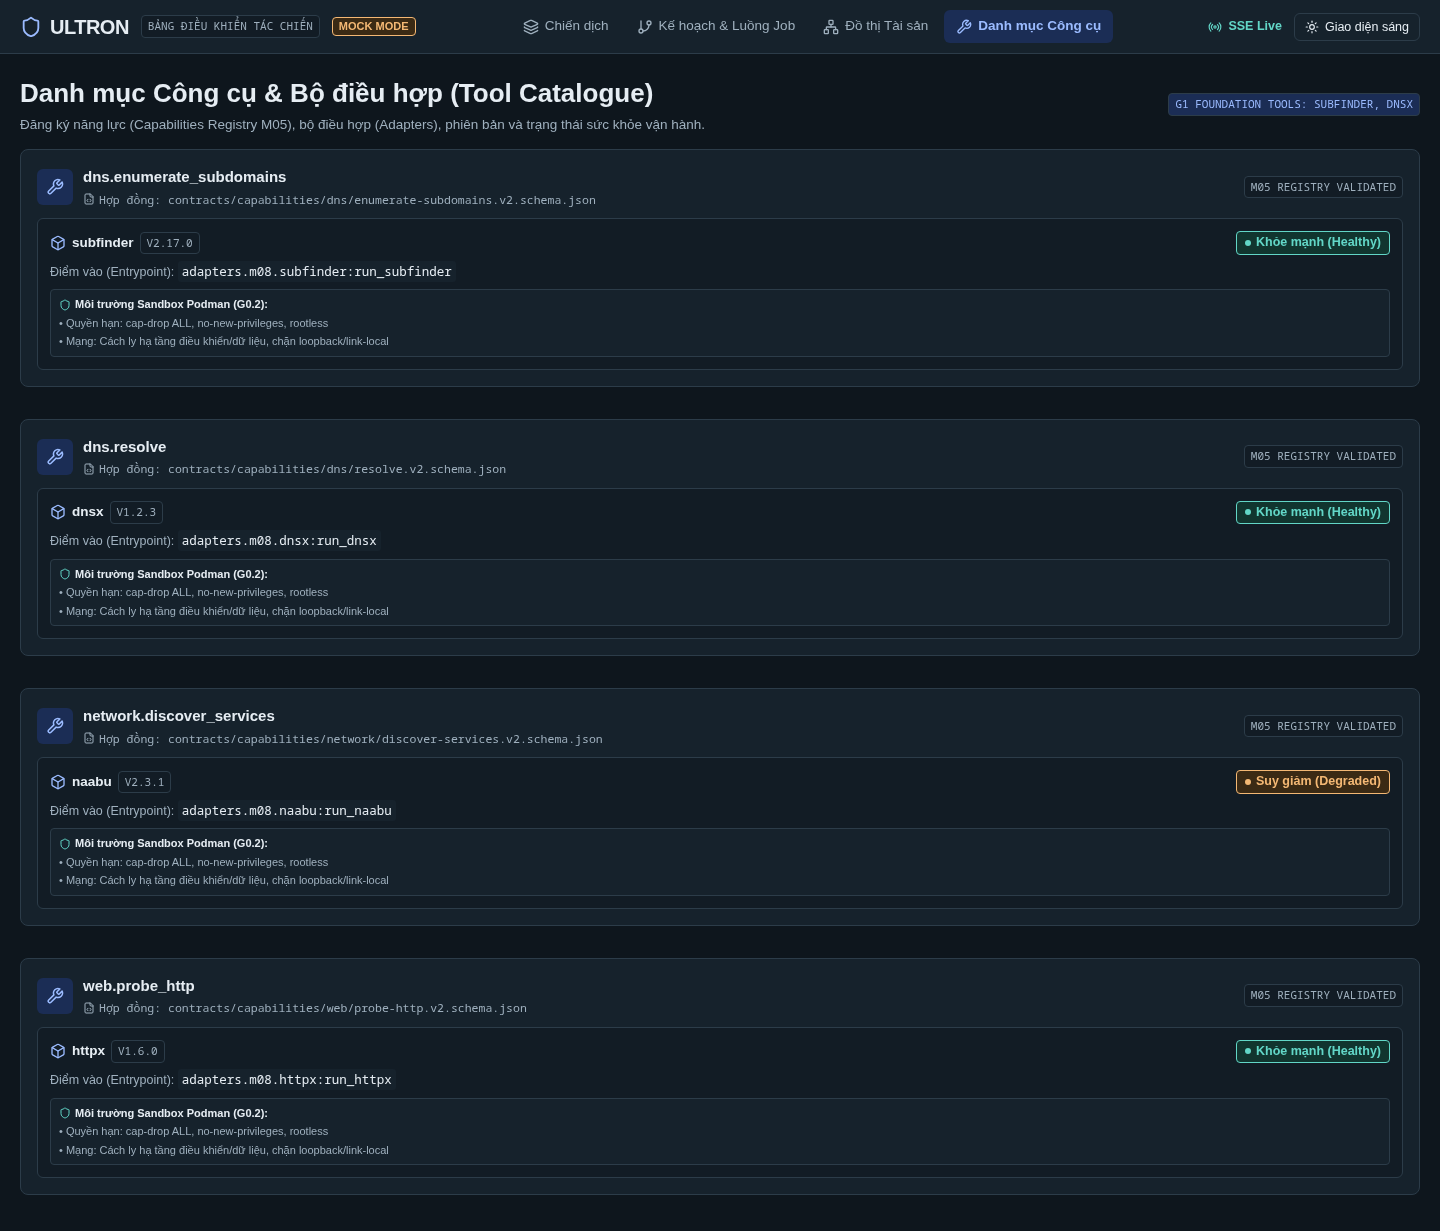 ULTRON
BẢNG ĐIỀU KHIỂN TÁC CHIẾN
MOCK MODE
Chiến dịch
Kế hoạch & Luồng Job
Đồ thị Tài sản
Danh mục Công cụ
SSE Live
Giao diện sáng
Danh mục Công cụ & Bộ điều hợp (Tool Catalogue)
Đăng ký năng lực (Capabilities Registry M05), bộ điều hợp (Adapters), phiên bản và trạng thái sức khỏe vận hành.
G1 FOUNDATION TOOLS: SUBFINDER, DNSX
dns.enumerate_subdomains
Hợp đồng: contracts/capabilities/dns/enumerate-subdomains.v2.schema.json
M05 REGISTRY VALIDATED
subfinder V2.17.0
Khỏe mạnh (Healthy)
Điểm vào (Entrypoint): adapters.m08.subfinder:run_subfinder
Môi trường Sandbox Podman (G0.2):
• Quyền hạn: cap-drop ALL, no-new-privileges, rootless
• Mạng: Cách ly hạ tầng điều khiển/dữ liệu, chặn loopback/link-local
dns.resolve
Hợp đồng: contracts/capabilities/dns/resolve.v2.schema.json
M05 REGISTRY VALIDATED
dnsx V1.2.3
Khỏe mạnh (Healthy)
Điểm vào (Entrypoint): adapters.m08.dnsx:run_dnsx
Môi trường Sandbox Podman (G0.2):
• Quyền hạn: cap-drop ALL, no-new-privileges, rootless
• Mạng: Cách ly hạ tầng điều khiển/dữ liệu, chặn loopback/link-local
network.discover_services
Hợp đồng: contracts/capabilities/network/discover-services.v2.schema.json
M05 REGISTRY VALIDATED
naabu V2.3.1
Suy giảm (Degraded)
Điểm vào (Entrypoint): adapters.m08.naabu:run_naabu
Môi trường Sandbox Podman (G0.2):
• Quyền hạn: cap-drop ALL, no-new-privileges, rootless
• Mạng: Cách ly hạ tầng điều khiển/dữ liệu, chặn loopback/link-local
web.probe_http
Hợp đồng: contracts/capabilities/web/probe-http.v2.schema.json
M05 REGISTRY VALIDATED
httpx V1.6.0
Khỏe mạnh (Healthy)
Điểm vào (Entrypoint): adapters.m08.httpx:run_httpx
Môi trường Sandbox Podman (G0.2):
• Quyền hạn: cap-drop ALL, no-new-privileges, rootless
• Mạng: Cách ly hạ tầng điều khiển/dữ liệu, chặn loopback/link-local